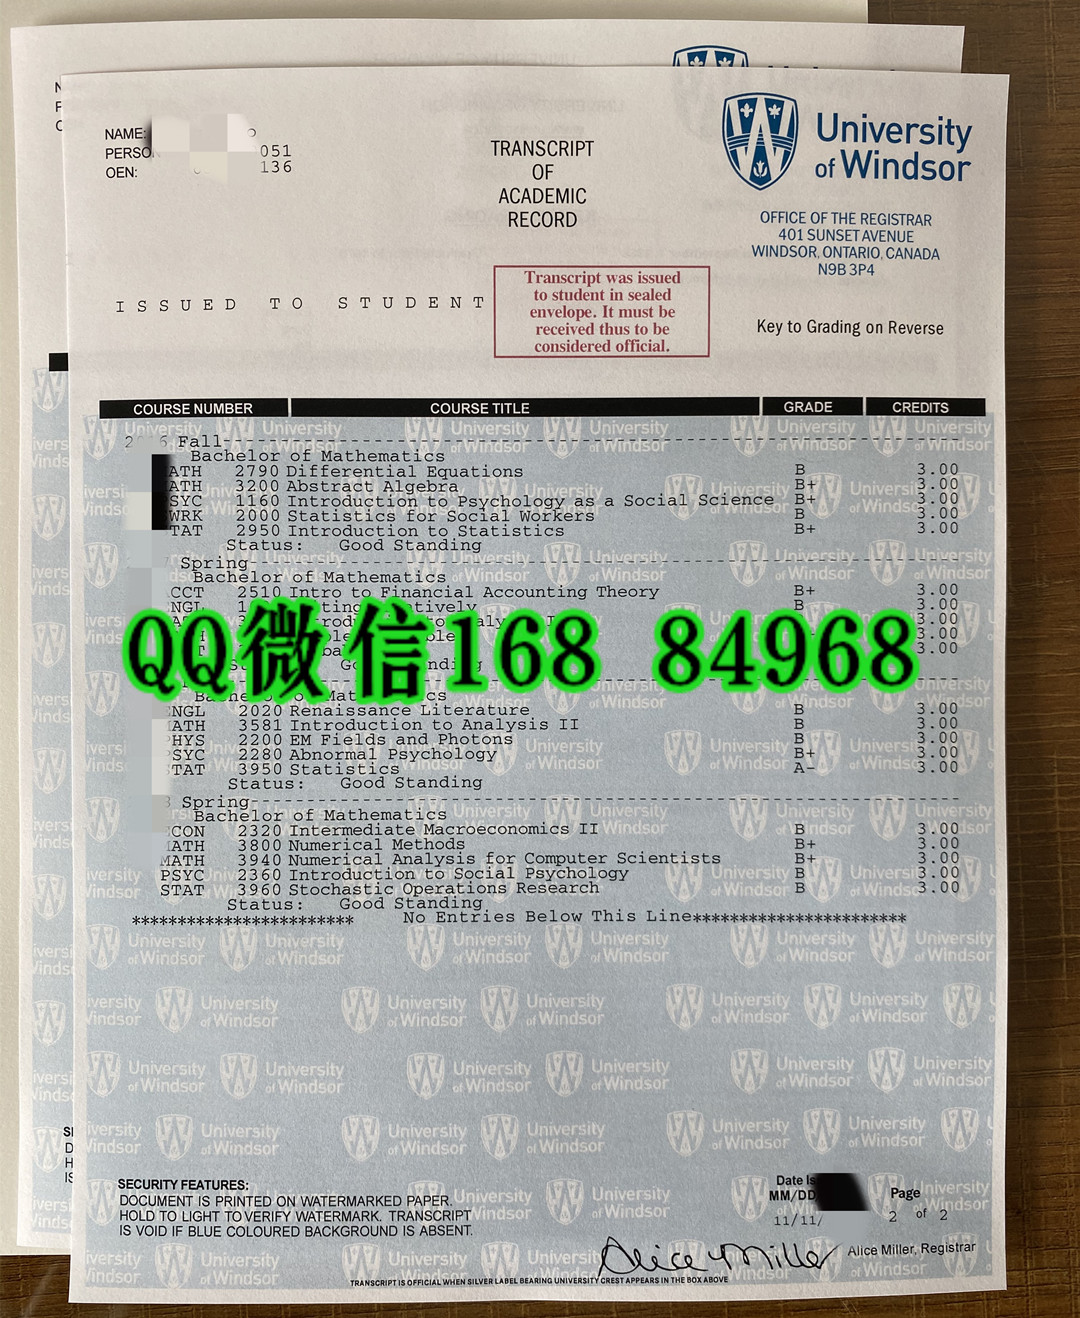 NAME:
PERSO
OEN:
051
136
TRANSCRIPT
OF
ACADEMIC
RECORD
University
of Windsor
OFFICE OF THE REGISTRAR
401 SUNSET AVENUE
WINDSOR, ONTARIO, CANADA
N9B 3P4
ISSUED TO STUDENT
Transcript was issued
to student in sealed
envelope. It must be
received thus to be
considered official.
Key to Grading on Reverse
COURSE NUMBER COURSE TITLE GRADE CREDITS
2 6 Fall
Bachelor of Mathematics
ATH 2790 Differential Equations B 3.00
ATH 3200 Abstract Algebra B+ 3.00
SYC 1160 Introduction to Psychology as a Social Science B+ 3.00
WRK 2000 Statistics for Social Workers B 3.00
TAT 2950 Introduction to Statistics B+ 3.00
Status: Good Standing
Spring
Bachelor of Mathematics
CCT 2510 Intro to Financial Accounting Theory B+ 3.00
NGL B 3.00
3.00
3.00
3.00
QQ微信168 84968
NGL 2020 Renaissance Literature B 3.00
ATH 3581 Introduction to Analysis II B 3.00
HYS 2200 EM Fields and Photons B 3.00
SYC 2280 Abnormal Psychology B+ 3.00
TAT 3950 Statistics A- 3.00
Status: Good Standing
Spring
Bachelor of Mathematics
CON 2320 Intermediate Macroeconomics II B 3.00
ATH 3800 Numerical Methods B+ 3.00
MATH 3940 Numerical Analysis for Computer Scientists B+ 3.00
PSYC 2360 Introduction to Social Psychology B 3.00
STAT 3960 Stochastic Operations Research B 3.00
Status: Good Standing
************************ No Entries Below This Line***********************
SECURITY FEATURES:
DOCUMENT IS PRINTED ON WATERMARKED PAPER.
HOLD TO LIGHT TO VERIFY WATERMARK. TRANSCRIPT
IS VOID IF BLUE COLOURED BACKGROUND IS ABSENT.
Date Is
MM/DD
11/11/
Page
2 of 2
Alice Miller
Alice Miller, Registrar
TRANSCRIPT IS OFFICIAL WHEN SILVER LABEL BEARING UNIVERSITY CREST APPEARS IN THE BOX ABOVE